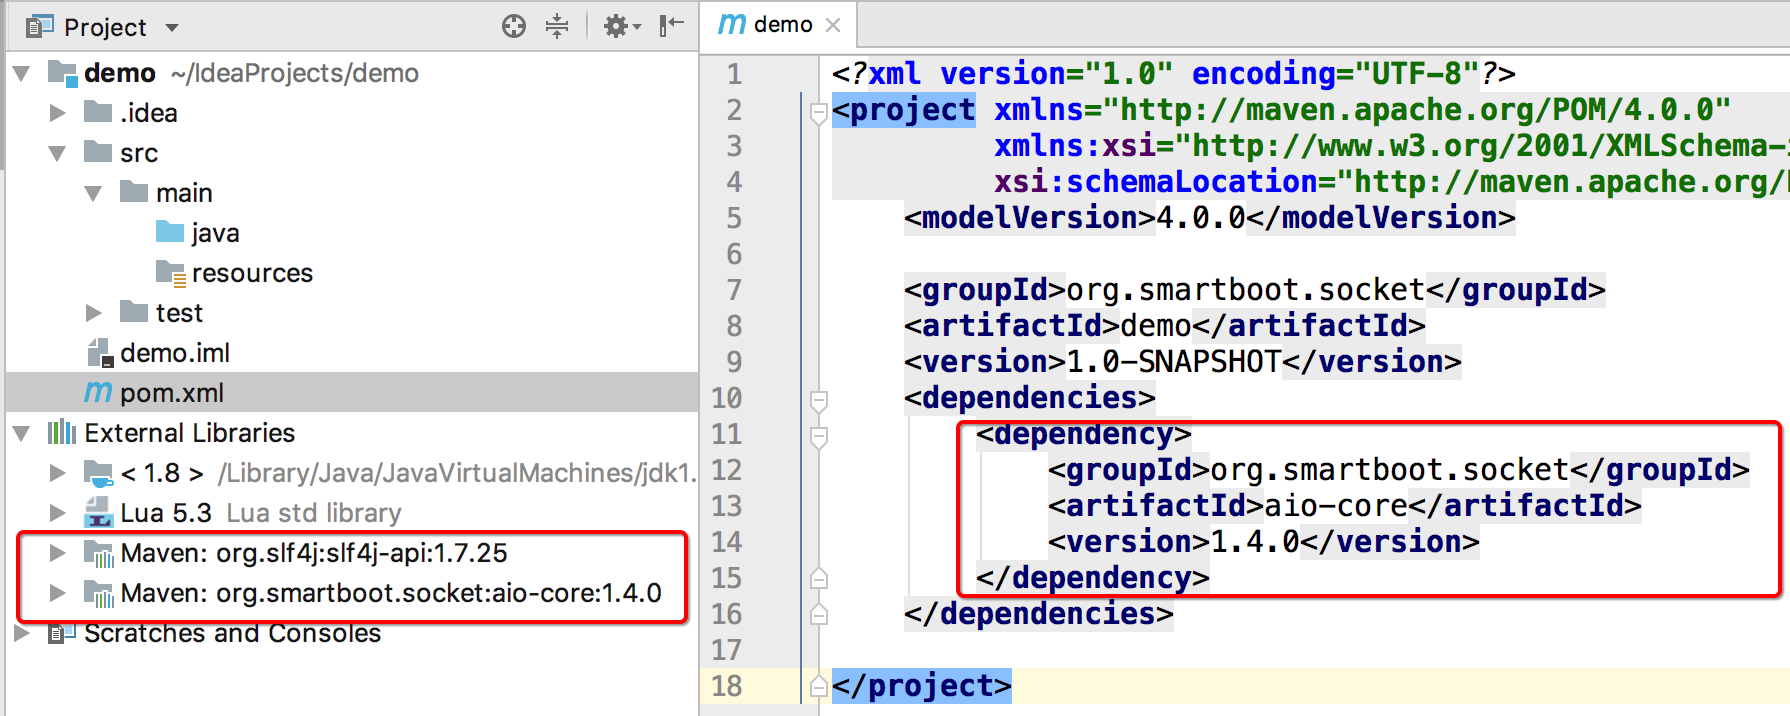 Project
demo ~/IdeaProjects/demo
.idea
src
main
java
resources
test
demo.iml
pom.xml
External Libraries
< 1.8 > /Library/Java/JavaVirtualMachines/jdk1.
Lua 5.3 Lua std library
Maven: org.slf4j:slf4j-api:1.7.25
Maven: org.smartboot.socket:aio-core:1.4.0
Scratches and Consoles
demo
1 <?xml version="1.0" encoding="UTF-8"?>
2 <project xmlns="http://maven.apache.org/POM/4.0.0"
3 xmlns:xsi="http://www.w3.org/2001/XMLSchema-
4 xsi:schemaLocation="http://maven.apache.org/
5 <modelVersion>4.0.0</modelVersion>
6
7 <groupId>org.smartboot.socket</groupId>
8 <artifactId>demo</artifactId>
9 <version>1.0-SNAPSHOT</version>
10 <dependencies>
11 <dependency>
12 <groupId>org.smartboot.socket</groupId>
13 <artifactId>aio-core</artifactId>
14 <version>1.4.0</version>
15 </dependency>
16 </dependencies>
17
18 </project>